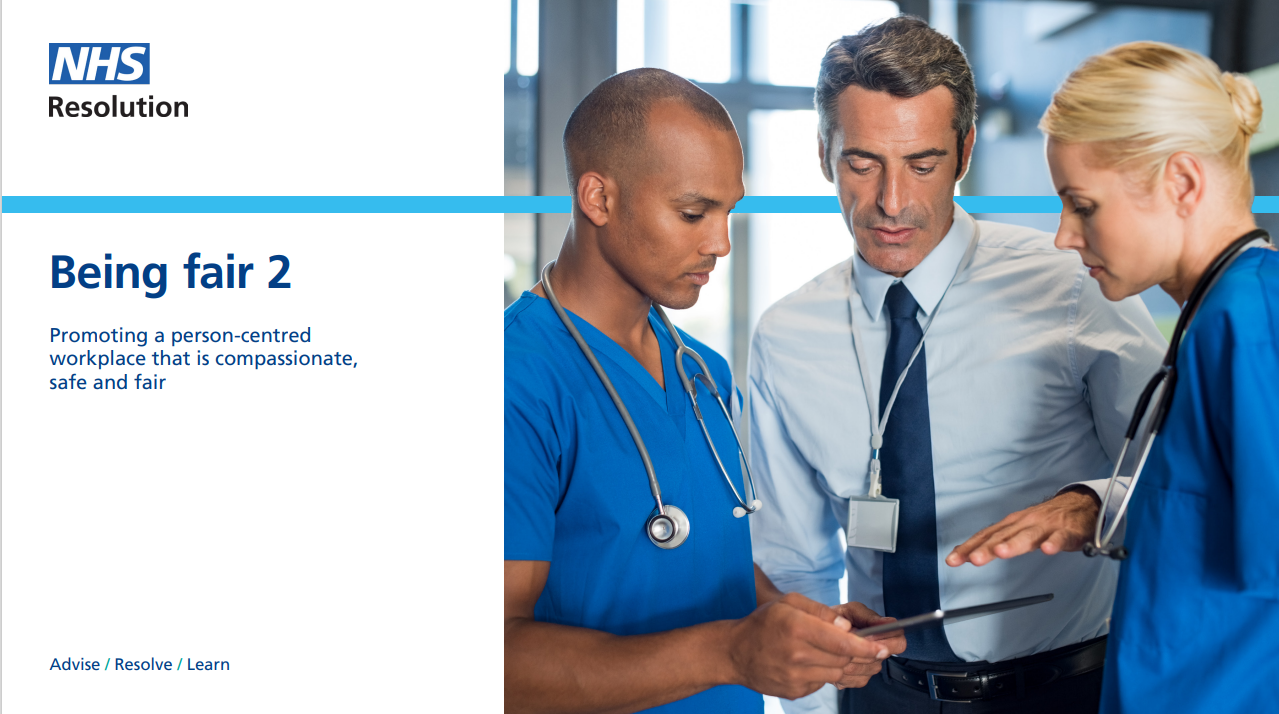 NHS
Resolution
Being fair 2
Promoting a person-centred
workplace that is compassionate,
safe and fair
Advise / Resolve / Learn